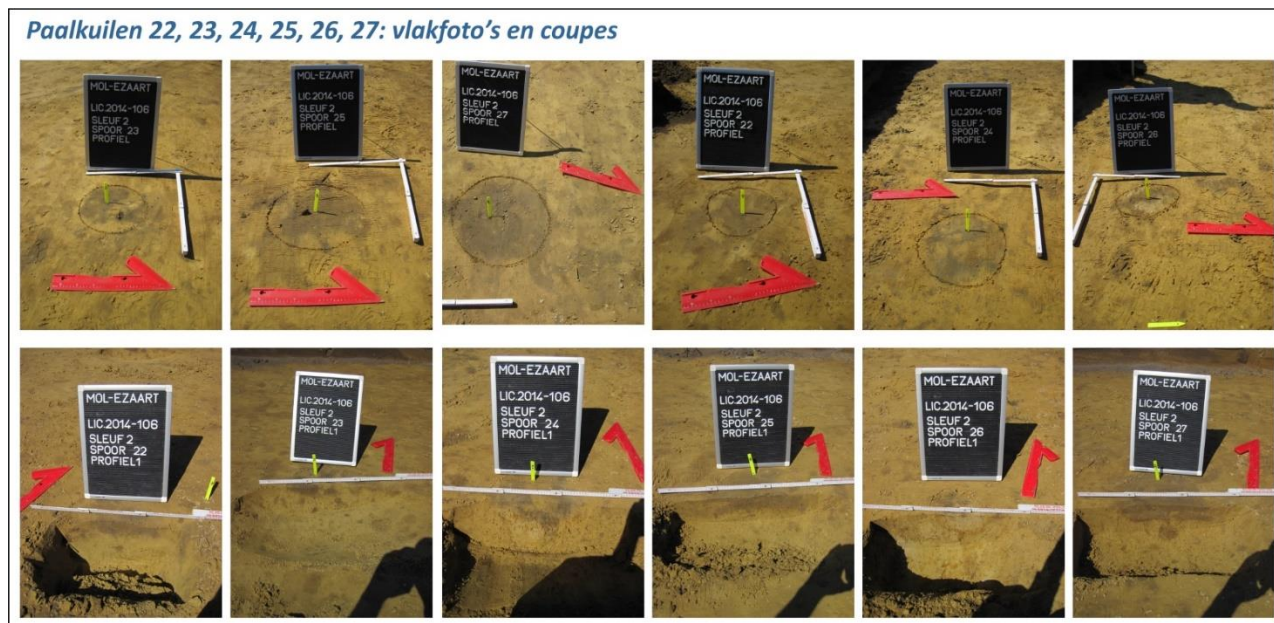 Paalkuilen 22, 23, 24, 25, 26, 27: vlakfoto's en coupes
MOL-EZAART
LIC.2014-106
SLEUF 2
SPOOR 23
PROFIEL
MOL-EZAART
LIC.2014-106
SLEUF 2
SPOOR 25
PROFIEL
MOL-EZAART
LIC.2014-106
SLEUF 2
SPOOR 27
PROFIEL
MOL-EZAART
LIC.2014-106
SLEUF 2
SPOOR 22
PROFIEL
MOL-EZAART
LIC.2014-106
SLEUF 2
SPOOR 24
PROFIEL
MOL-EZAART
LIC.2014-106
SLEUF 2
SPOOR 26
PROFIEL
MOL-EZAART
LIC.2014-106
SLEUF 2
SPOOR 22
PROFIEL1
MOL-EZAART
LIC.2014-106
SLEUF 2
SPOOR 23
PROFIEL1
MOL-EZAART
LIC.2014-106
SLEUF 2
SPOOR 24
PROFIEL1
MOL-EZAART
LIC.2014-106
SLEUF 2
SPOOR 25
PROFIEL1
MOL-EZAART
LIC.2014-106
SLEUF 2
SPOOR 26
PROFIEL1
MOL-EZAART
LIC.2014-106
SLEUF 2
SPOOR 27
PROFIEL1